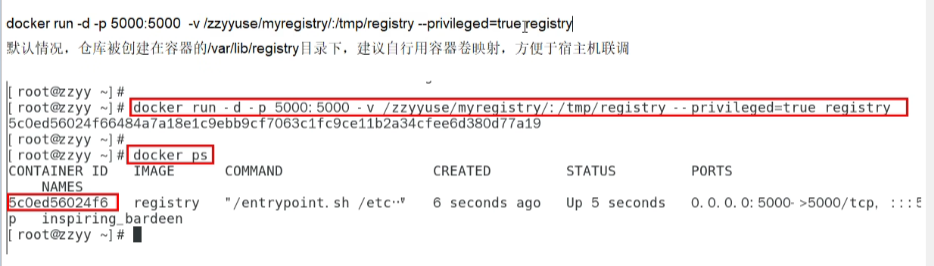 docker run -d -p 5000:5000 -v /zzyyuse/myregistry/:/tmp/registry --privileged=true registry
默认情况，仓库被创建在容器的/var/lib/registry目录下，建议自行用容器卷映射，方便于宿主机联调
[root@zzyy ~]#
[root@zzyy ~]# docker run -d -p 5000:5000 -v /zzyyuse/myregistry/:/tmp/registry --privileged=true registry
5c0ed56024f66484a7a18e1c9ebb9cf7063c1fc9ce11b2a34cfee6d380d77a19
[root@zzyy ~]#
[root@zzyy ~]# docker ps
CONTAINER ID IMAGE COMMAND CREATED STATUS PORTS
NAMES
5c0ed56024f6 registry "/entrypoint.sh /etc…" 6 seconds ago Up 5 seconds 0.0.0.0:5000->5000/tcp, :::5
p inspiring_bardeen
[root@zzyy ~]#